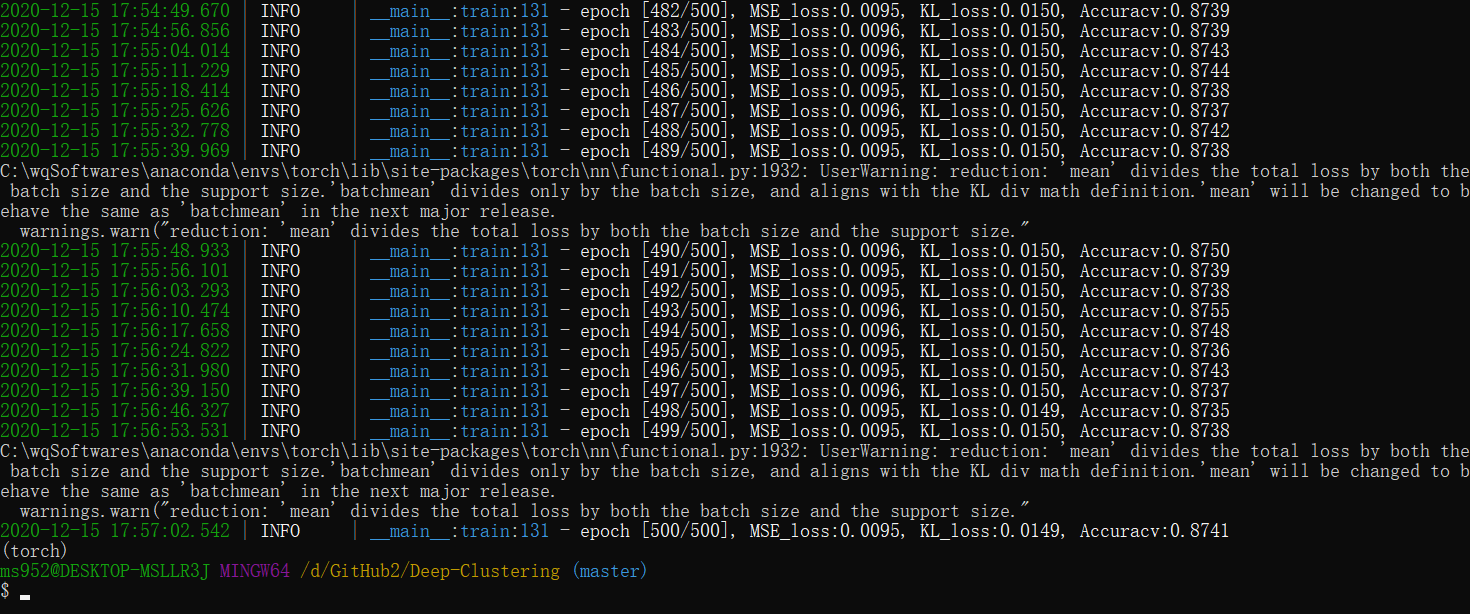 2020-12-15 17:54:49.670 | INFO     | __main__:train:131 - epoch [482/500], MSE_loss:0.0095, KL_loss:0.0150, Accuracy:0.8739
2020-12-15 17:54:56.856 | INFO     | __main__:train:131 - epoch [483/500], MSE_loss:0.0096, KL_loss:0.0150, Accuracy:0.8739
2020-12-15 17:55:04.014 | INFO     | __main__:train:131 - epoch [484/500], MSE_loss:0.0096, KL_loss:0.0150, Accuracy:0.8743
2020-12-15 17:55:11.229 | INFO     | __main__:train:131 - epoch [485/500], MSE_loss:0.0095, KL_loss:0.0150, Accuracy:0.8744
2020-12-15 17:55:18.414 | INFO     | __main__:train:131 - epoch [486/500], MSE_loss:0.0095, KL_loss:0.0150, Accuracy:0.8738
2020-12-15 17:55:25.626 | INFO     | __main__:train:131 - epoch [487/500], MSE_loss:0.0096, KL_loss:0.0150, Accuracy:0.8737
2020-12-15 17:55:32.778 | INFO     | __main__:train:131 - epoch [488/500], MSE_loss:0.0095, KL_loss:0.0150, Accuracy:0.8742
2020-12-15 17:55:39.969 | INFO     | __main__:train:131 - epoch [489/500], MSE_loss:0.0095, KL_loss:0.0150, Accuracy:0.8738
C:\wqSoftwares\anaconda\envs\torch\lib\site-packages\torch\nn\functional.py:1932: UserWarning: reduction: 'mean' divides the total loss by both the
 batch size and the support size.'batchmean' divides only by the batch size, and aligns with the KL div math definition.'mean' will be changed to b
ehave the same as 'batchmean' in the next major release.
  warnings.warn("reduction: 'mean' divides the total loss by both the batch size and the support size."
2020-12-15 17:55:48.933 | INFO     | __main__:train:131 - epoch [490/500], MSE_loss:0.0096, KL_loss:0.0150, Accuracy:0.8750
2020-12-15 17:55:56.101 | INFO     | __main__:train:131 - epoch [491/500], MSE_loss:0.0095, KL_loss:0.0150, Accuracy:0.8739
2020-12-15 17:56:03.293 | INFO     | __main__:train:131 - epoch [492/500], MSE_loss:0.0095, KL_loss:0.0150, Accuracy:0.8738
2020-12-15 17:56:10.474 | INFO     | __main__:train:131 - epoch [493/500], MSE_loss:0.0096, KL_loss:0.0150, Accuracy:0.8755
2020-12-15 17:56:17.658 | INFO     | __main__:train:131 - epoch [494/500], MSE_loss:0.0096, KL_loss:0.0150, Accuracy:0.8748
2020-12-15 17:56:24.822 | INFO     | __main__:train:131 - epoch [495/500], MSE_loss:0.0095, KL_loss:0.0150, Accuracy:0.8736
2020-12-15 17:56:31.980 | INFO     | __main__:train:131 - epoch [496/500], MSE_loss:0.0095, KL_loss:0.0150, Accuracy:0.8743
2020-12-15 17:56:39.150 | INFO     | __main__:train:131 - epoch [497/500], MSE_loss:0.0096, KL_loss:0.0150, Accuracy:0.8737
2020-12-15 17:56:46.327 | INFO     | __main__:train:131 - epoch [498/500], MSE_loss:0.0095, KL_loss:0.0149, Accuracy:0.8735
2020-12-15 17:56:53.531 | INFO     | __main__:train:131 - epoch [499/500], MSE_loss:0.0095, KL_loss:0.0150, Accuracy:0.8738
C:\wqSoftwares\anaconda\envs\torch\lib\site-packages\torch\nn\functional.py:1932: UserWarning: reduction: 'mean' divides the total loss by both the
 batch size and the support size.'batchmean' divides only by the batch size, and aligns with the KL div math definition.'mean' will be changed to b
ehave the same as 'batchmean' in the next major release.
  warnings.warn("reduction: 'mean' divides the total loss by both the batch size and the support size."
2020-12-15 17:57:02.542 | INFO     | __main__:train:131 - epoch [500/500], MSE_loss:0.0095, KL_loss:0.0149, Accuracy:0.8741
(torch)
ms952@DESKTOP-MSLLR3J MINGW64 /d/GitHub2/Deep-Clustering (master)
$